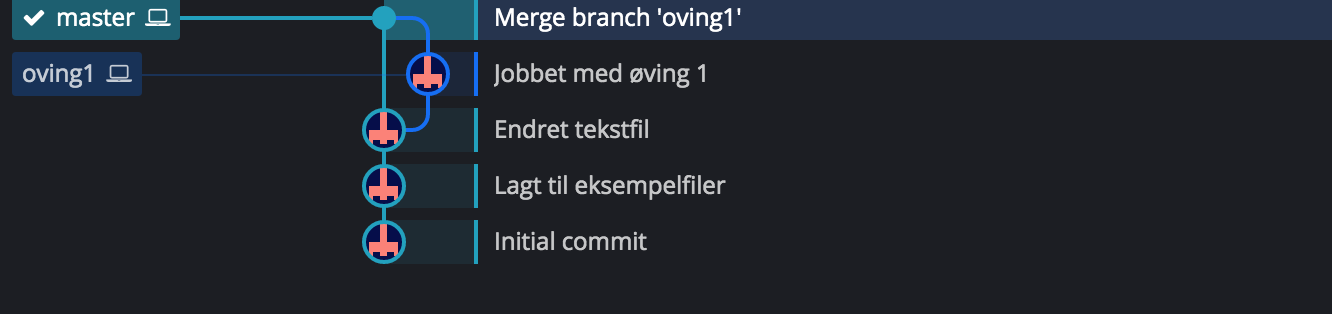 master Merge branch 'oving1'
oving1 Jobbet med øving 1
Endret tekstfil
Lagt til eksempelfiler
Initial commit